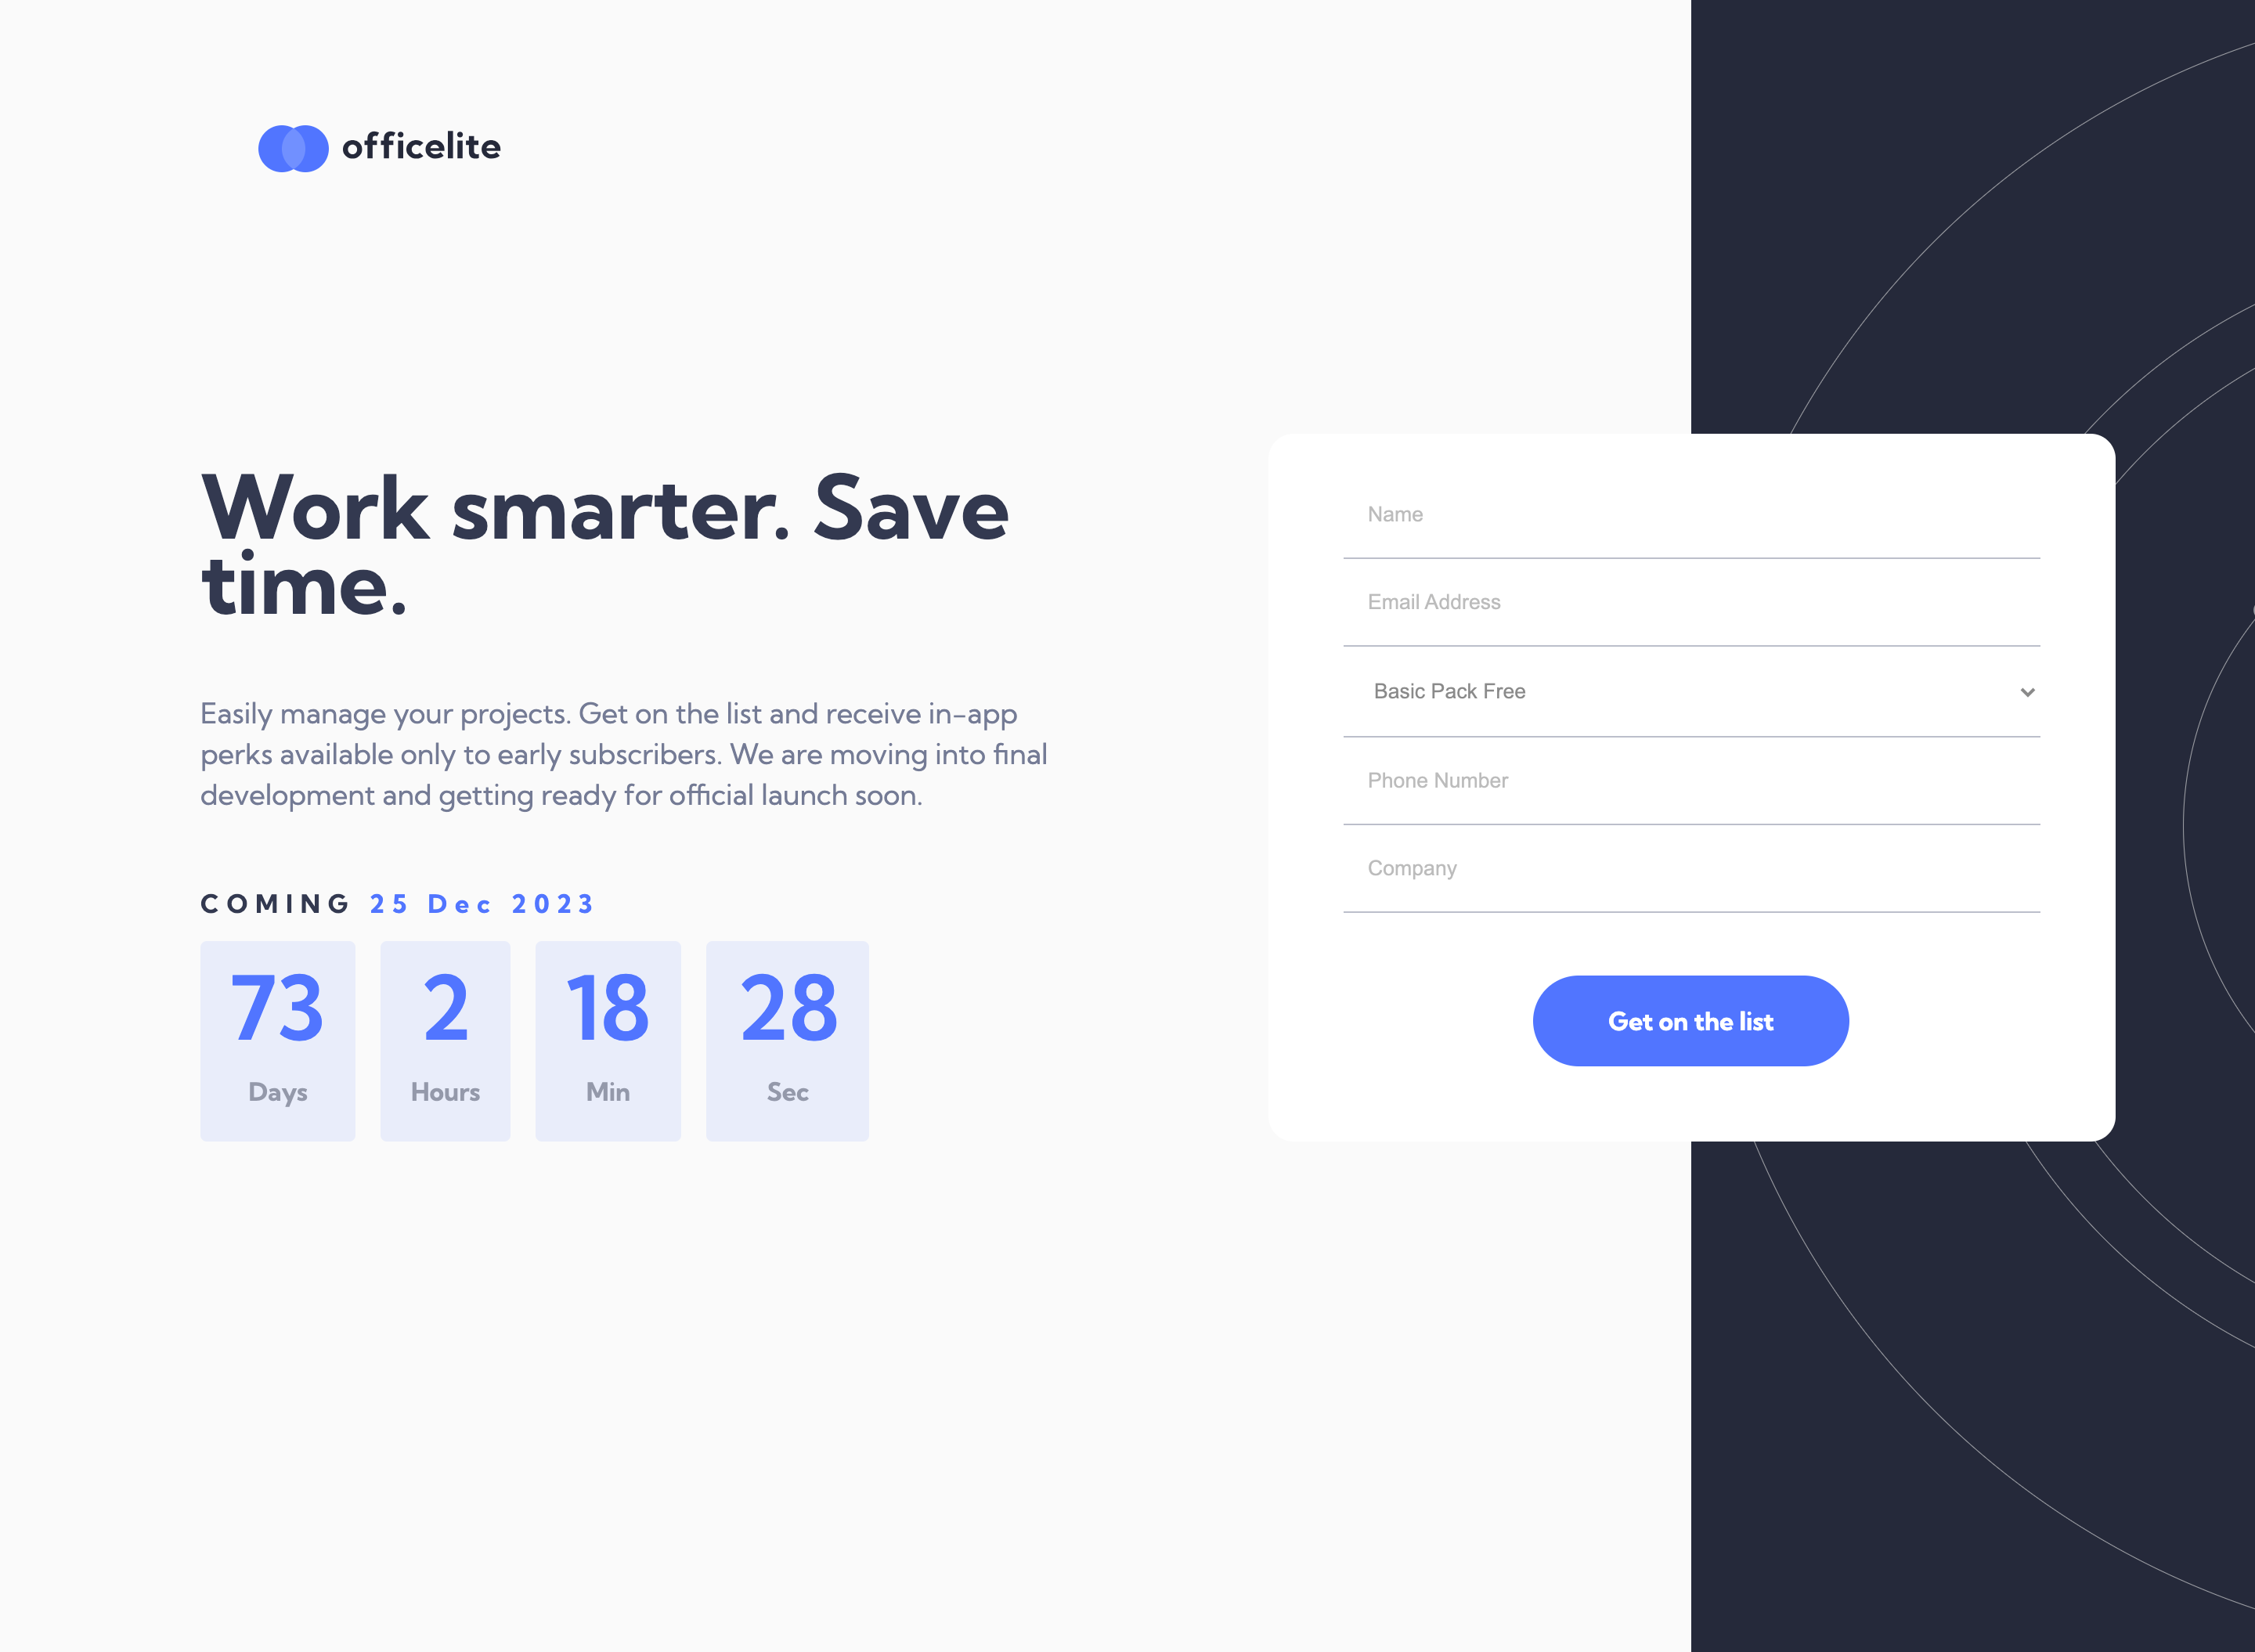 officelite
Work smarter. Save
time.
Easily manage your projects. Get on the list and receive in-app
perks available only to early subscribers. We are moving into final
development and getting ready for official launch soon.
COMING 25 Dec 2023
73 2 18 28
Days Hours Min Sec
Name
Email Address
Basic Pack Free
Phone Number
Company
Get on the list